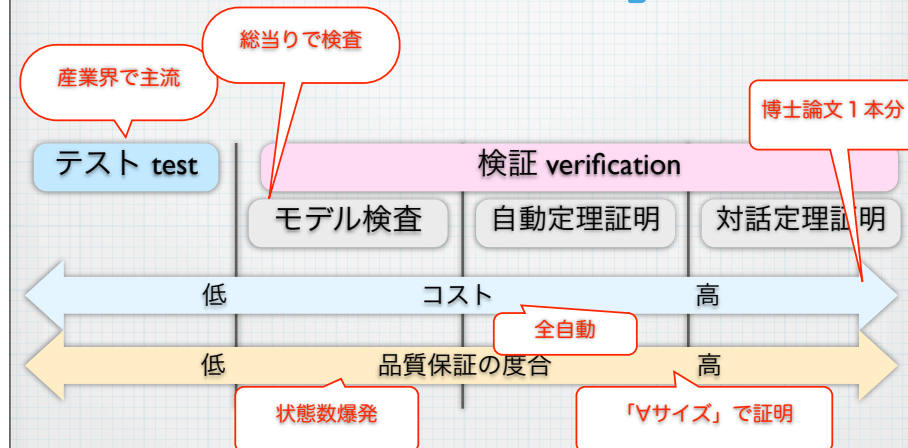 総当りで検査
産業界で主流
博士論文1本分
テスト test
検証 verification
モデル検査
自動定理証明
対話定理証明
低
コスト
高
全自動
低
品質保証の度合
高
状態数爆発
「∀サイズ」で証明